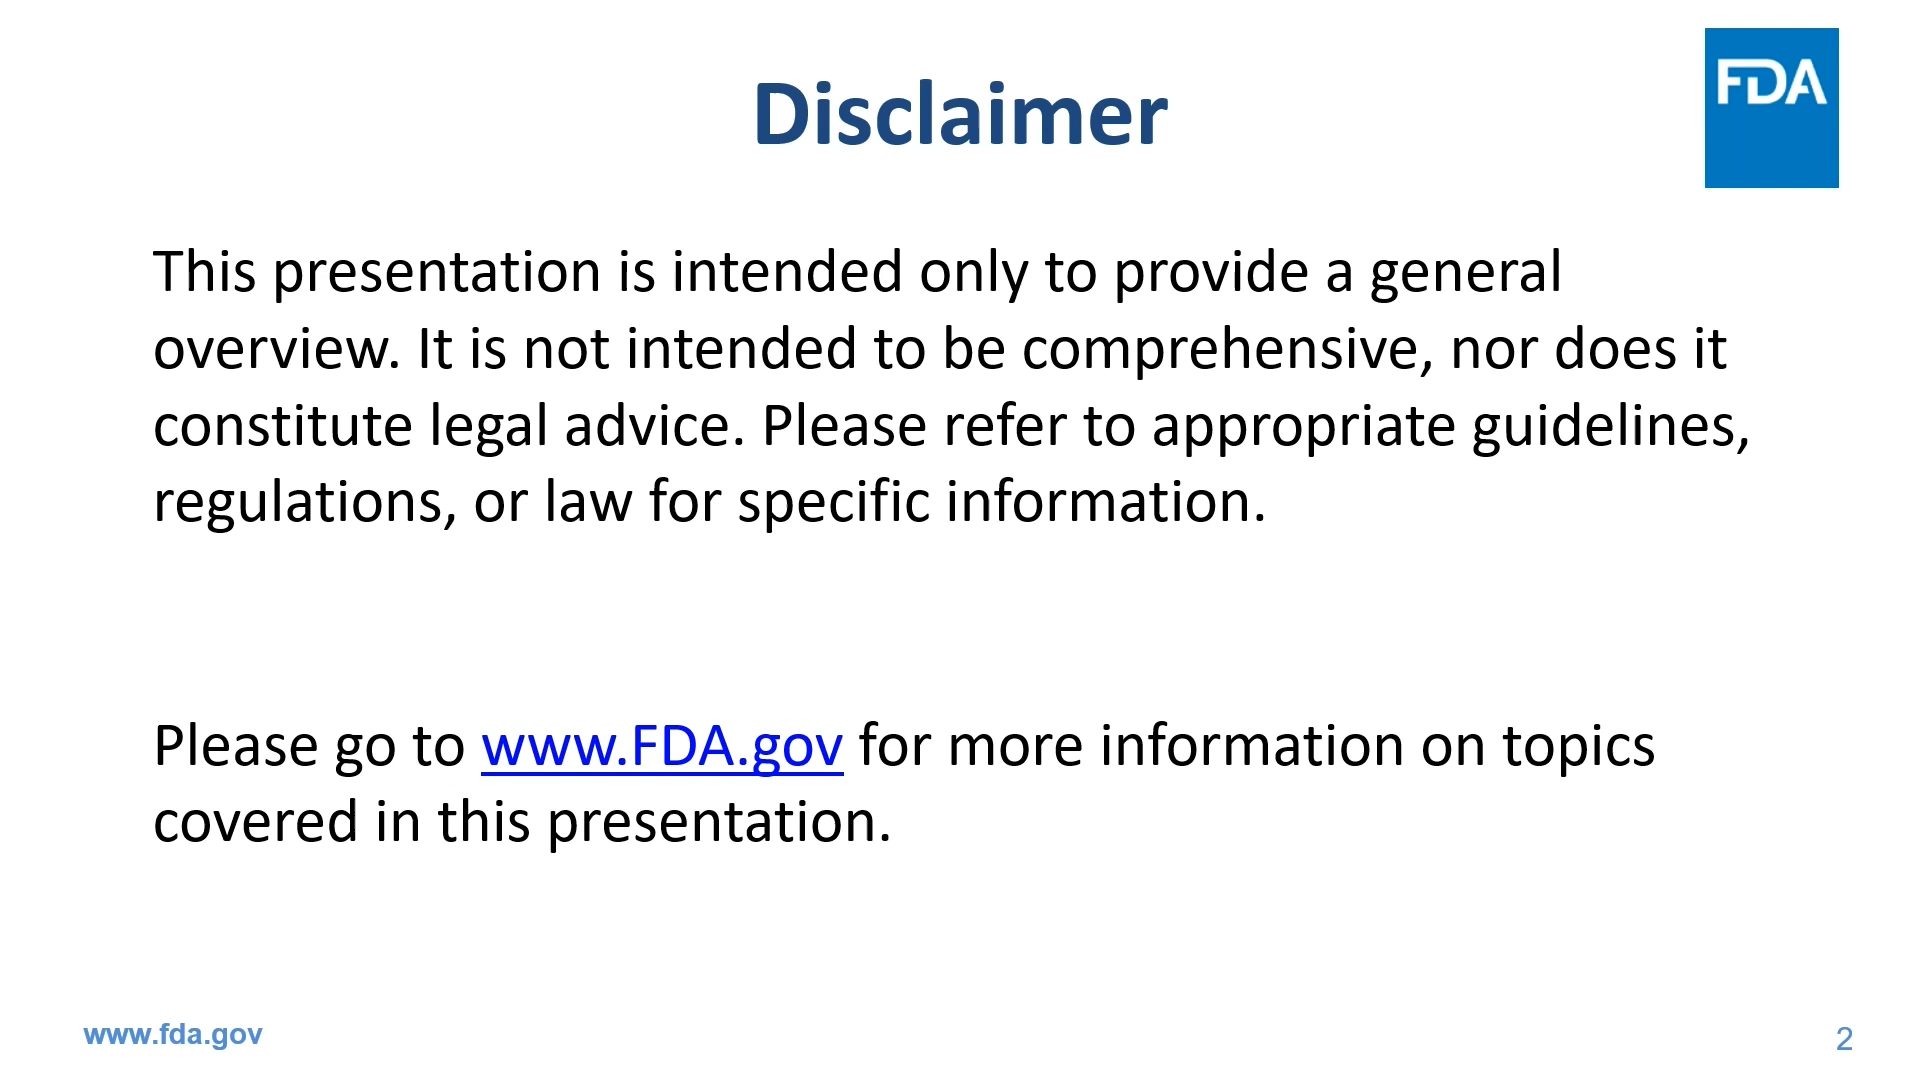 Disclaimer
FDA
This presentation is intended only to provide a general
overview. It is not intended to be comprehensive, nor does it
constitute legal advice. Please refer to appropriate guidelines,
regulations, or law for specific information.
Please go to www.FDA.gov for more information on topics
covered in this presentation.
www.fda.gov
2